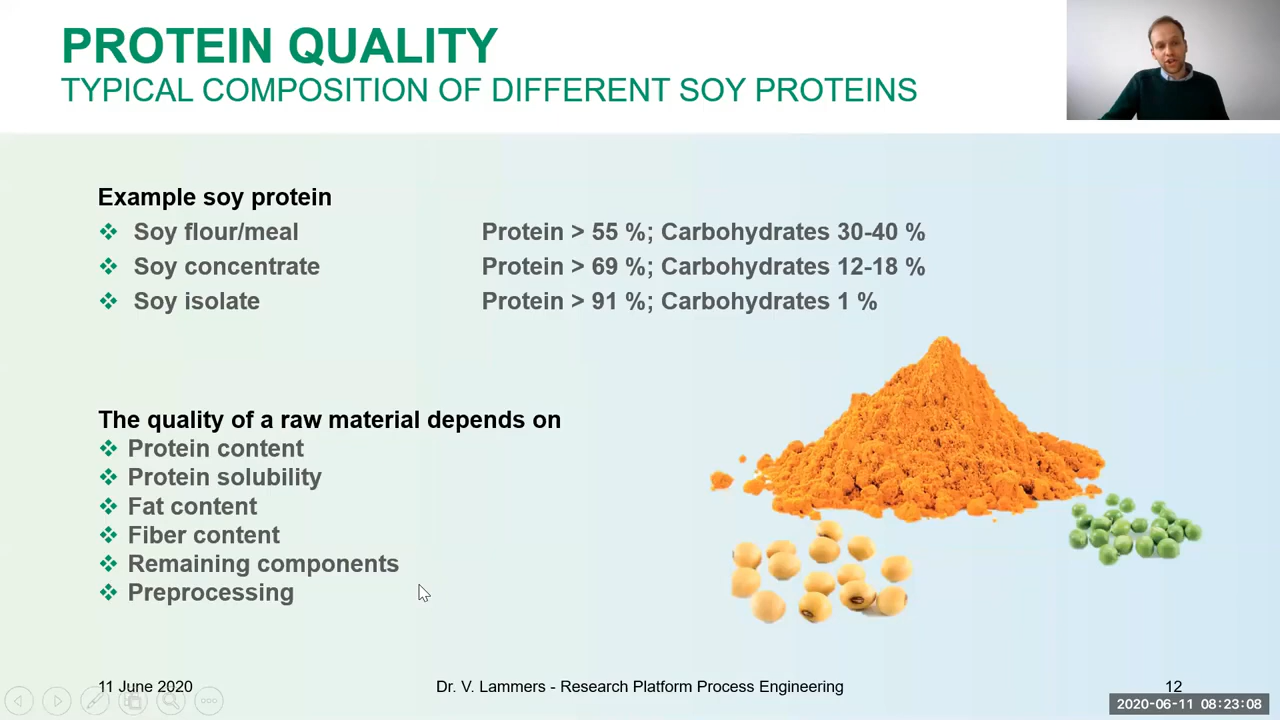 PROTEIN QUALITY
TYPICAL COMPOSITION OF DIFFERENT SOY PROTEINS
Example soy protein
Soy flour/meal Protein > 55 %; Carbohydrates 30-40 %
Soy concentrate Protein > 69 %; Carbohydrates 12-18 %
Soy isolate Protein > 91 %; Carbohydrates 1 %
The quality of a raw material depends on
Protein content
Protein solubility
Fat content
Fiber content
Remaining components
Preprocessing
11 June 2020 Dr. V. Lammers - Research Platform Process Engineering 12
2020-06-11 08:23:08